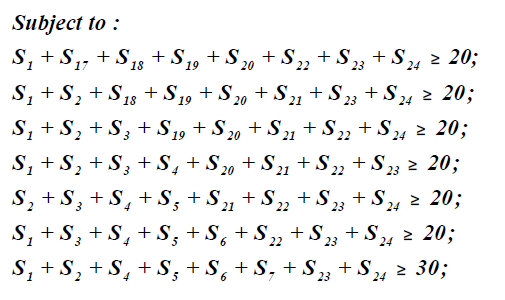 Subject to :
S₁ + S₁₇ + S₁₈ + S₁₉ + S₂₀ + S₂₂ + S₂₃ + S₂₄ ≥ 20;
S₁ + S₂ + S₁₈ + S₁₉ + S₂₀ + S₂₁ + S₂₃ + S₂₄ ≥ 20;
S₁ + S₂ + S₃ + S₁₉ + S₂₀ + S₂₁ + S₂₂ + S₂₄ ≥ 20;
S₁ + S₂ + S₃ + S₄ + S₂₀ + S₂₁ + S₂₂ + S₂₃ ≥ 20;
S₂ + S₃ + S₄ + S₅ + S₂₁ + S₂₂ + S₂₃ + S₂₄ ≥ 20;
S₁ + S₃ + S₄ + S₅ + S₆ + S₂₂ + S₂₃ + S₂₄ ≥ 20;
S₁ + S₂ + S₄ + S₅ + S₆ + S₇ + S₂₃ + S₂₄ ≥ 30;